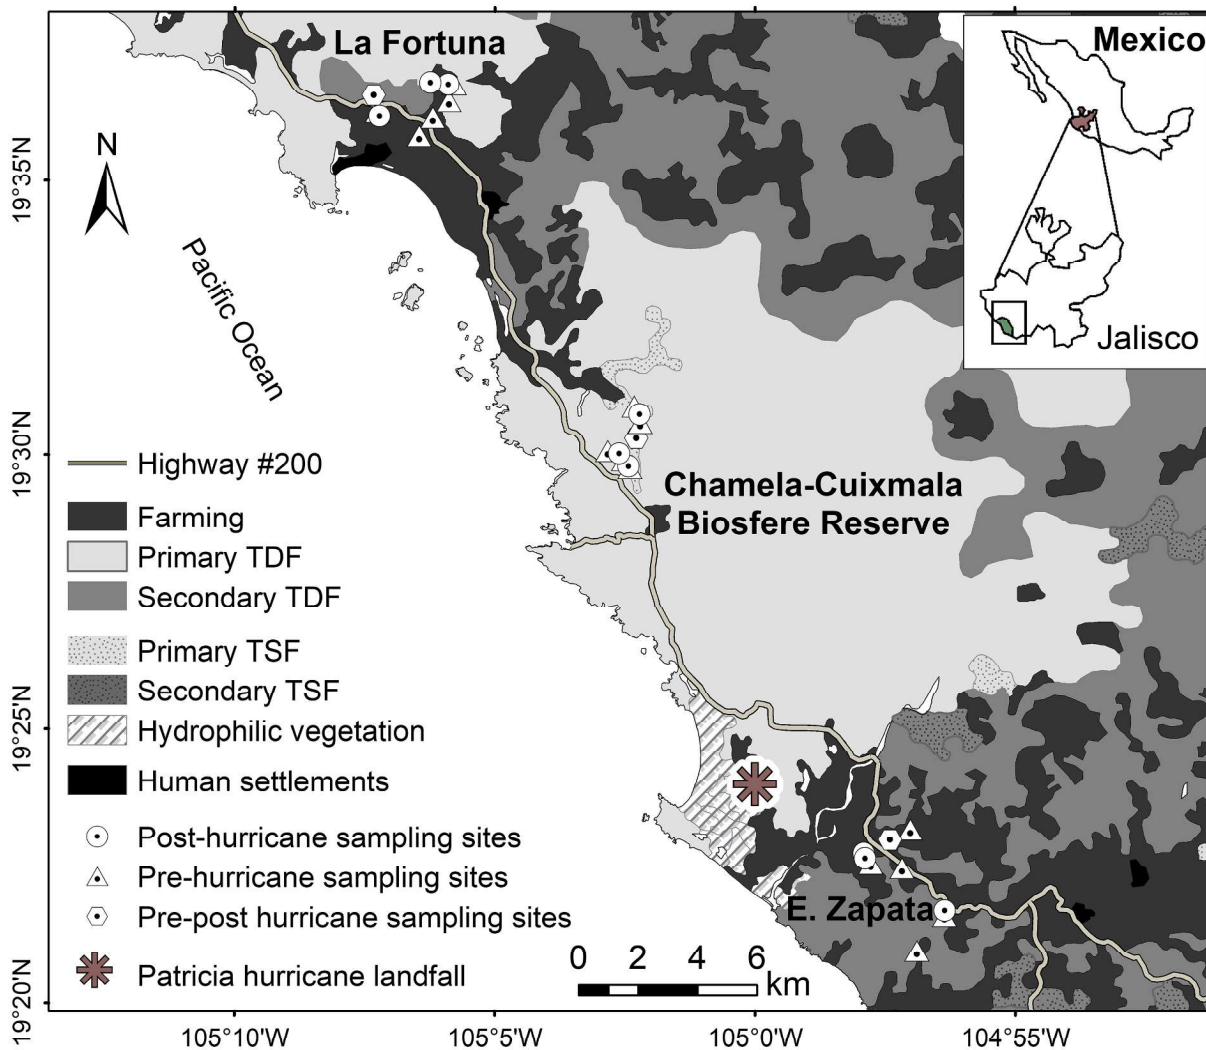 La Fortuna
Mexico
N
Pacific Ocean
Jalisco
Chamela-Cuixmala
Biosfere Reserve
Highway #200
Farming
Primary TDF
Secondary TDF
Primary TSF
Secondary TSF
Hydrophilic vegetation
Human settlements
Post-hurricane sampling sites
Pre-hurricane sampling sites
Pre-post hurricane sampling sites
Patricia hurricane landfall
E. Zapata
0 2 4 6
km
19°35'N
19°30'N
19°25'N
19°20'N
105°10'W 105°5'W 105°0'W 104°55'W